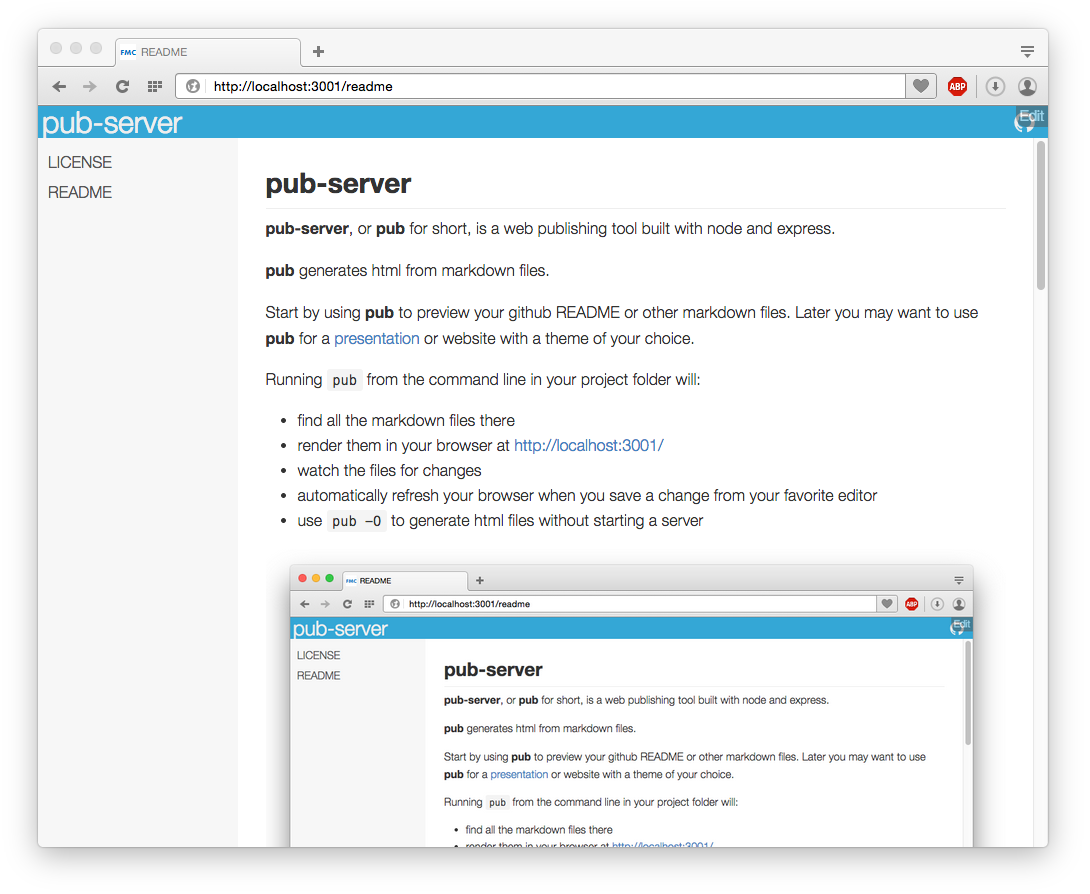 FMC README
http://localhost:3001/readme
ABP
pub-server
Edit
LICENSE
README
pub-server
pub-server, or pub for short, is a web publishing tool built with node and express.
pub generates html from markdown files.
Start by using pub to preview your github README or other markdown files. Later you may want to use
pub for a presentation or website with a theme of your choice.
Running pub from the command line in your project folder will:
• find all the markdown files there
• render them in your browser at http://localhost:3001/
• watch the files for changes
• automatically refresh your browser when you save a change from your favorite editor
• use pub -O to generate html files without starting a server
FMC README
http://localhost:3001/readme
ABP
pub-server
Edit
LICENSE
README
pub-server
pub-server, or pub for short, is a web publishing tool built with node and express.
pub generates html from markdown files.
Start by using pub to preview your github README or other markdown files. Later you may want to use
pub for a presentation or website with a theme of your choice.
Running pub from the command line in your project folder will:
• find all the markdown files there
• render them in your browser at http://localhost:3001/